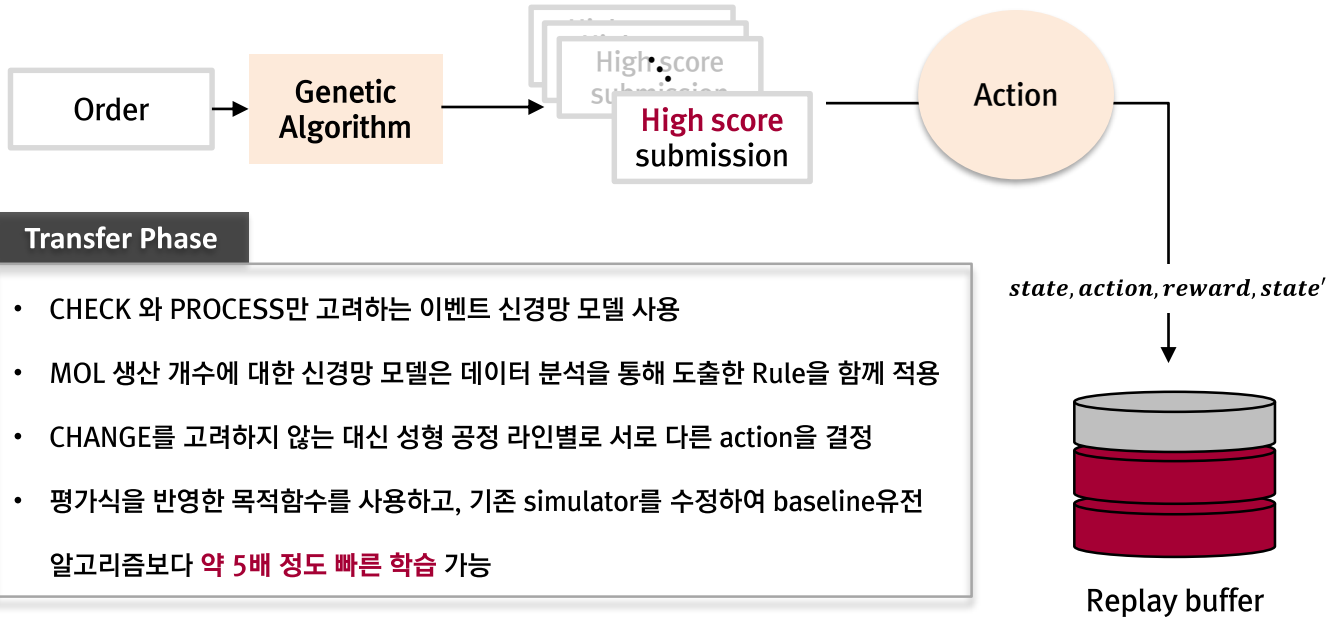 Order
Genetic
Algorithm
High score
submission
High score
submission
Action
Transfer Phase
• CHECK 와 PROCESS만 고려하는 이벤트 신경망 모델 사용
• MOL 생산 개수에 대한 신경망 모델은 데이터 분석을 통해 도출한 Rule을 함께 적용
• CHANGE를 고려하지 않는 대신 성형 공정 라인별로 서로 다른 action을 결정
• 평가식을 반영한 목적함수를 사용하고, 기존 simulator를 수정하여 baseline유전
알고리즘보다 약 5배 정도 빠른 학습 가능
state, action, reward, state′
Replay buffer